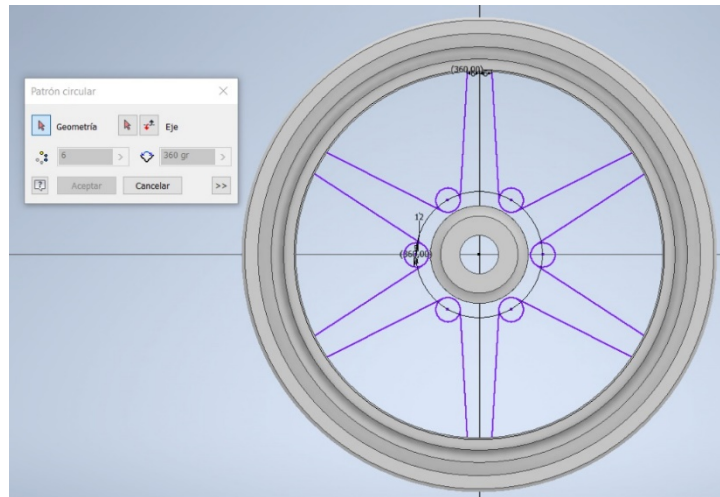 Patrón circular
Geometría
Eje
6
360 gr
Aceptar
Cancelar
>>
(360,00)
12
(360,00)